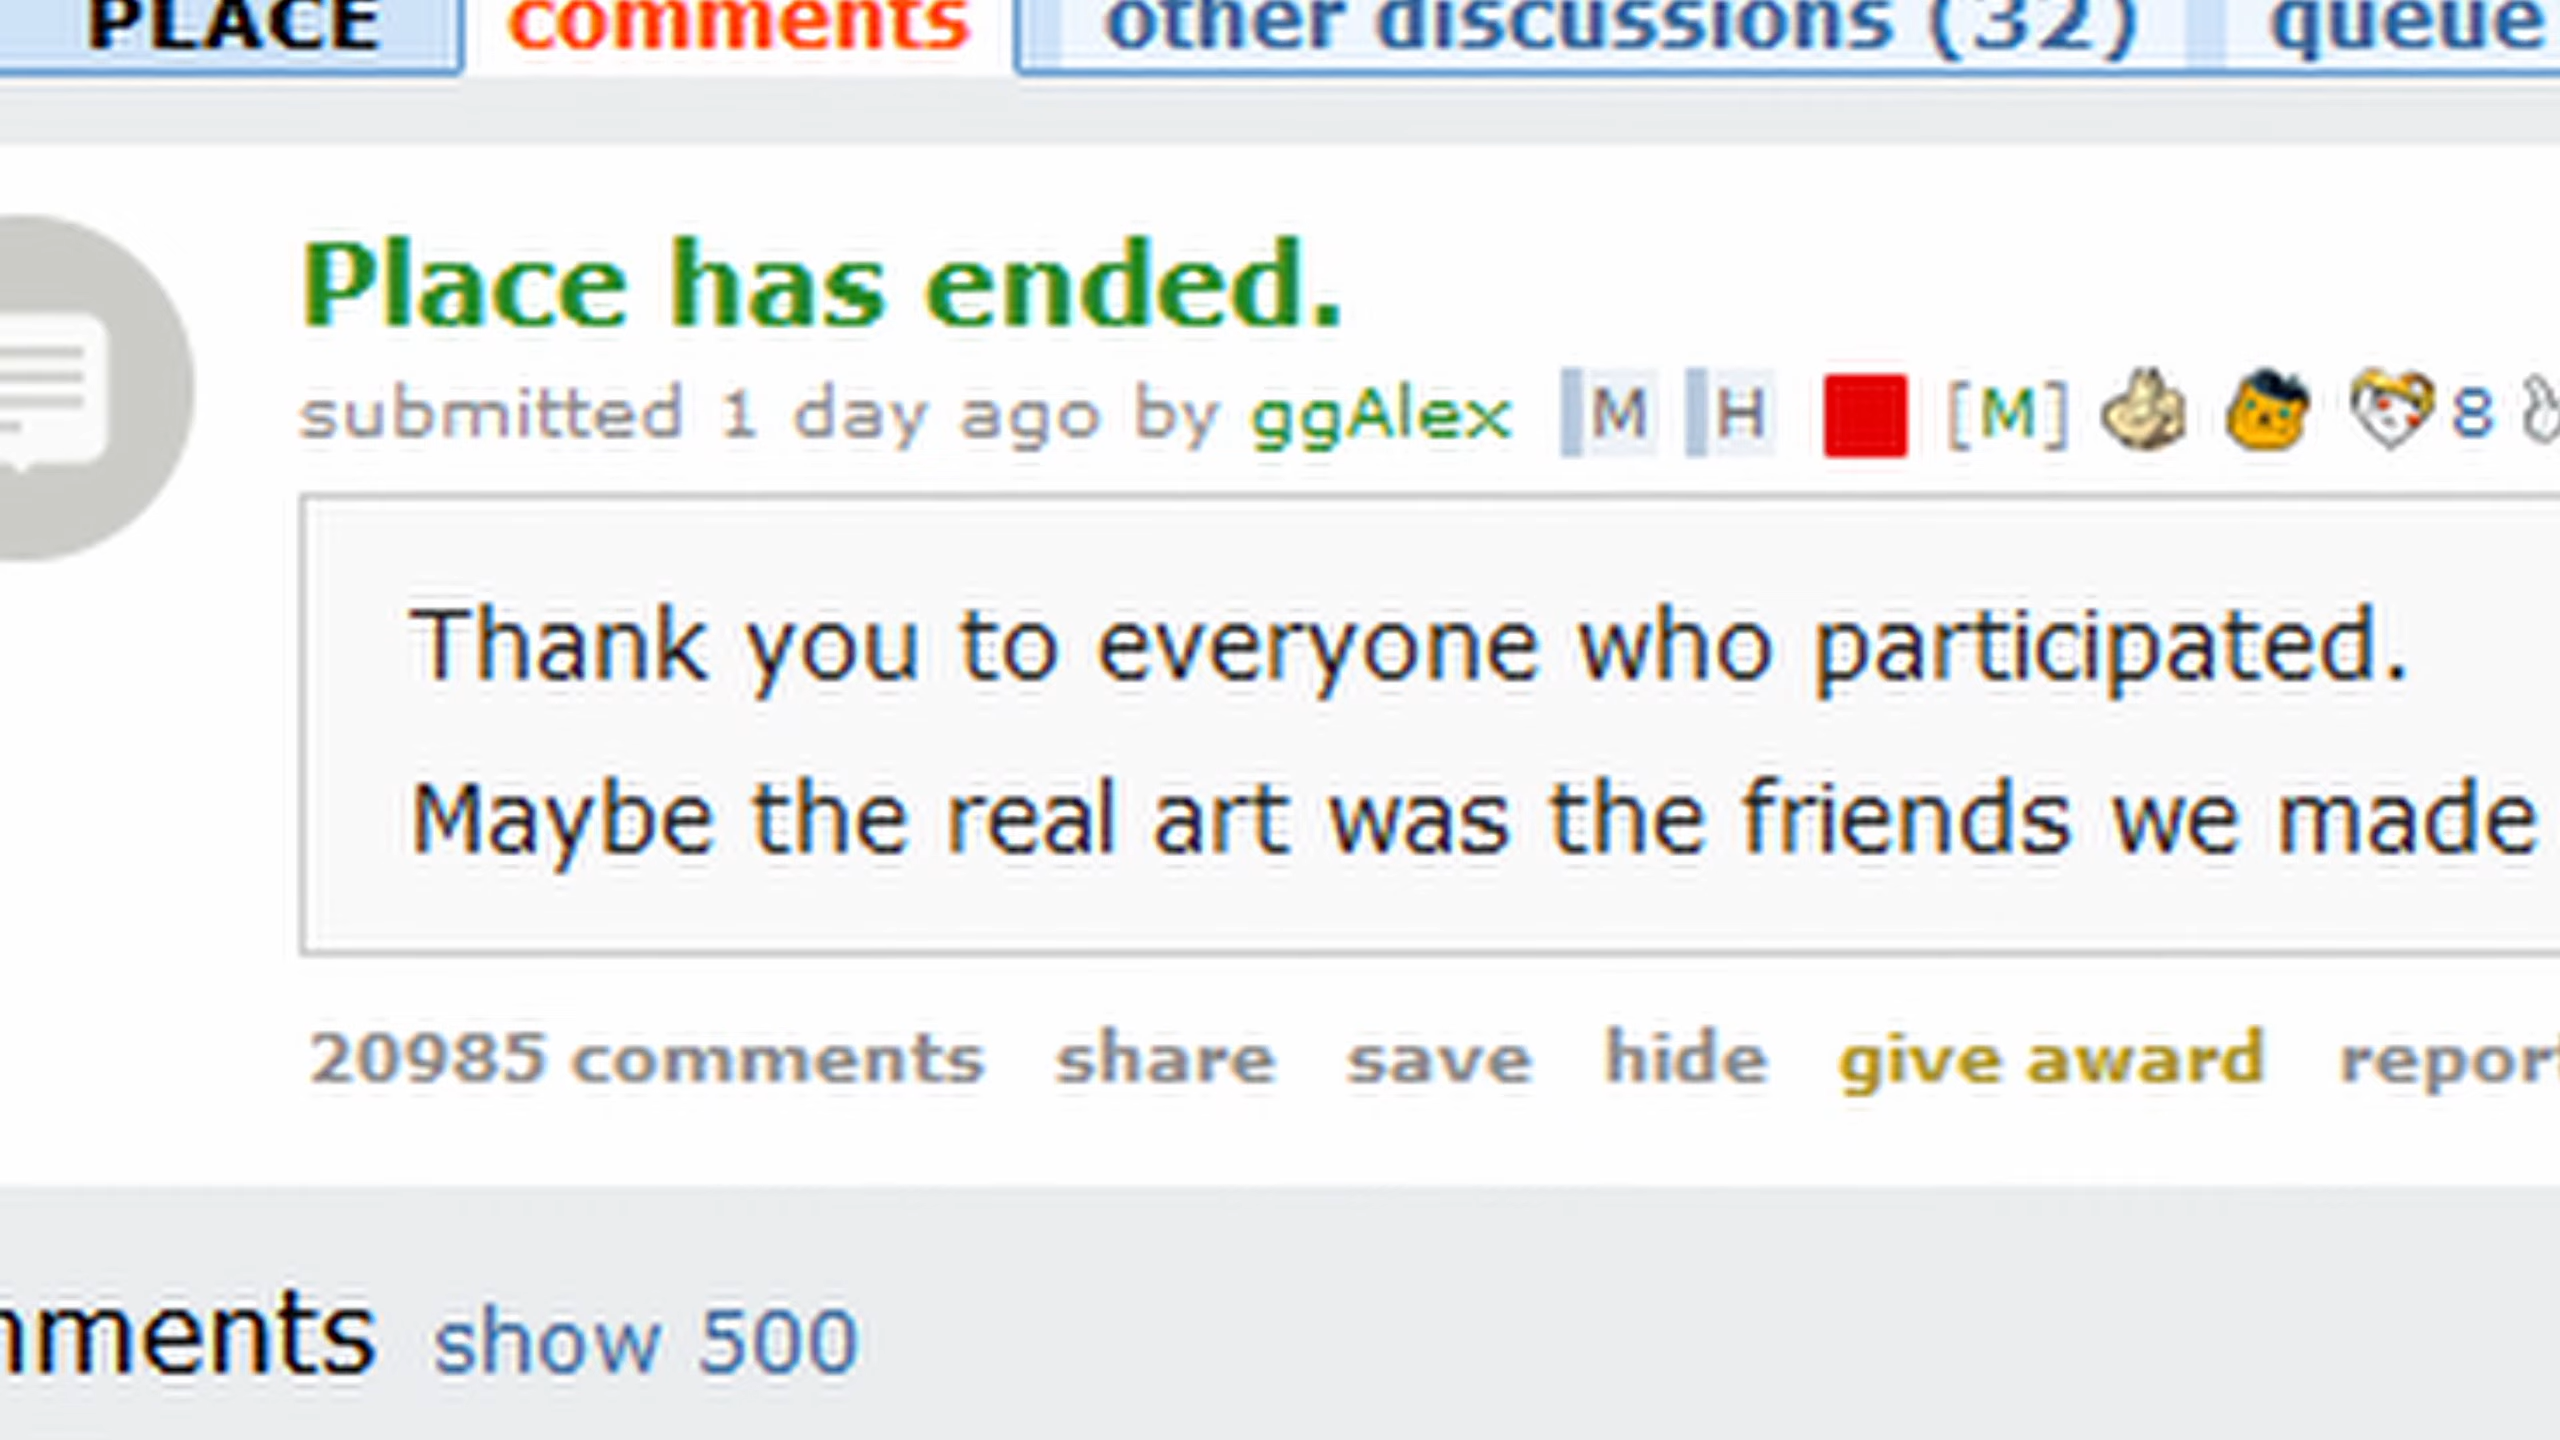 PLACE comments other discussions (32) queue
Place has ended.
submitted 1 day ago by ggAlex M H [M] 8
Thank you to everyone who participated.
Maybe the real art was the friends we made
20985 comments share save hide give award report
mments show 500